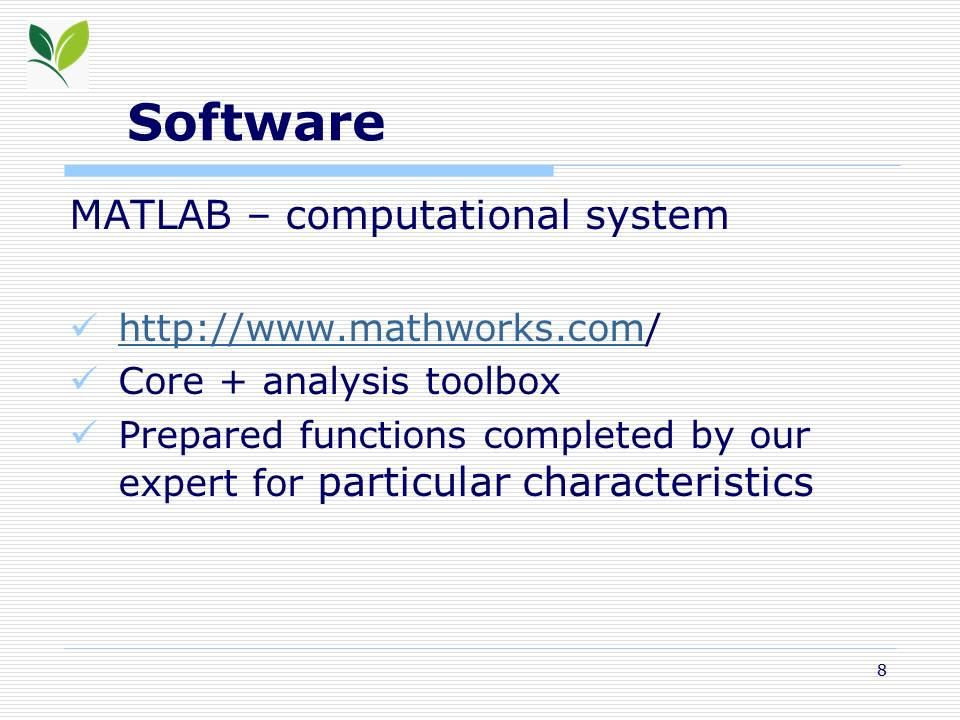 Software
MATLAB – computational system
✓ http://www.mathworks.com/
✓ Core + analysis toolbox
✓ Prepared functions completed by our
expert for particular characteristics
8